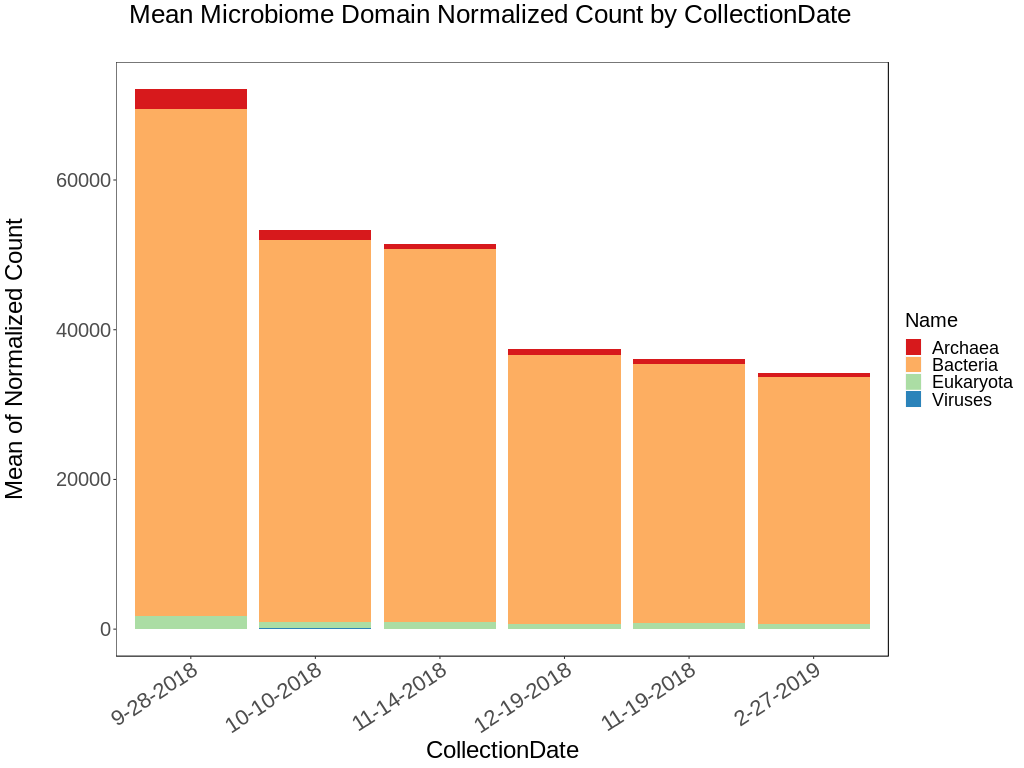 Mean Microbiome Domain Normalized Count by CollectionDate
Mean of Normalized Count
60000
40000
20000
0
9-28-2018
10-10-2018
11-14-2018
12-19-2018
11-19-2018
2-27-2019
CollectionDate
Name
Archaea
Bacteria
Eukaryota
Viruses